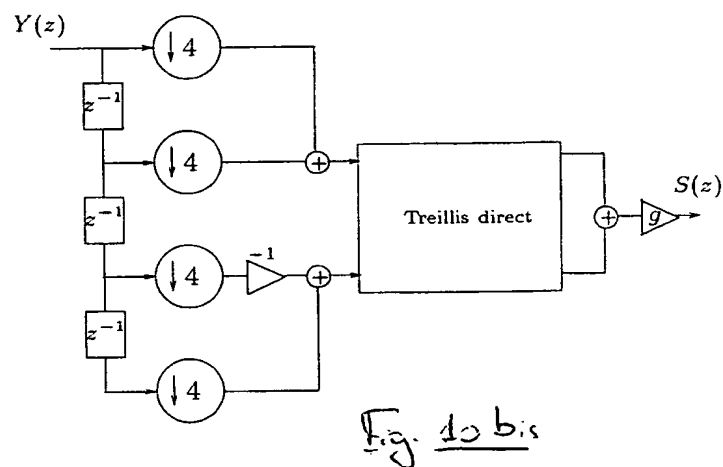 Y(z)
↓ 4
z⁻¹
↓ 4
+
z⁻¹
Treillis direct
+
g
S(z)
↓ 4
-1
+
z⁻¹
↓ 4
Fig. 10 bis